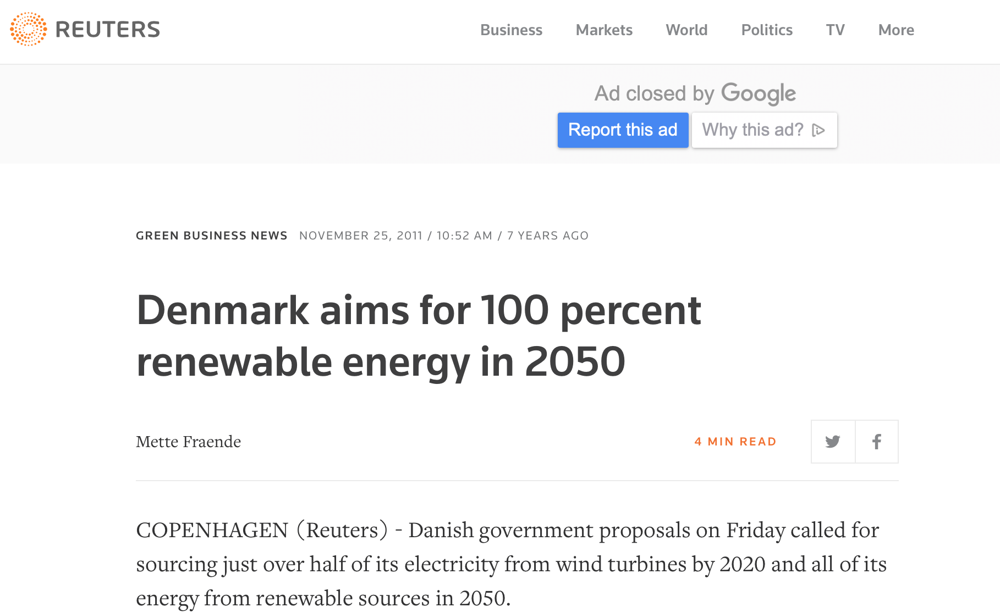 REUTERS
Business Markets World Politics TV More
Ad closed by Google
Report this ad Why this ad?
GREEN BUSINESS NEWS NOVEMBER 25, 2011 / 10:52 AM / 7 YEARS AGO
Denmark aims for 100 percent
renewable energy in 2050
Mette Fraende 4 MIN READ
COPENHAGEN (Reuters) - Danish government proposals on Friday called for
sourcing just over half of its electricity from wind turbines by 2020 and all of its
energy from renewable sources in 2050.